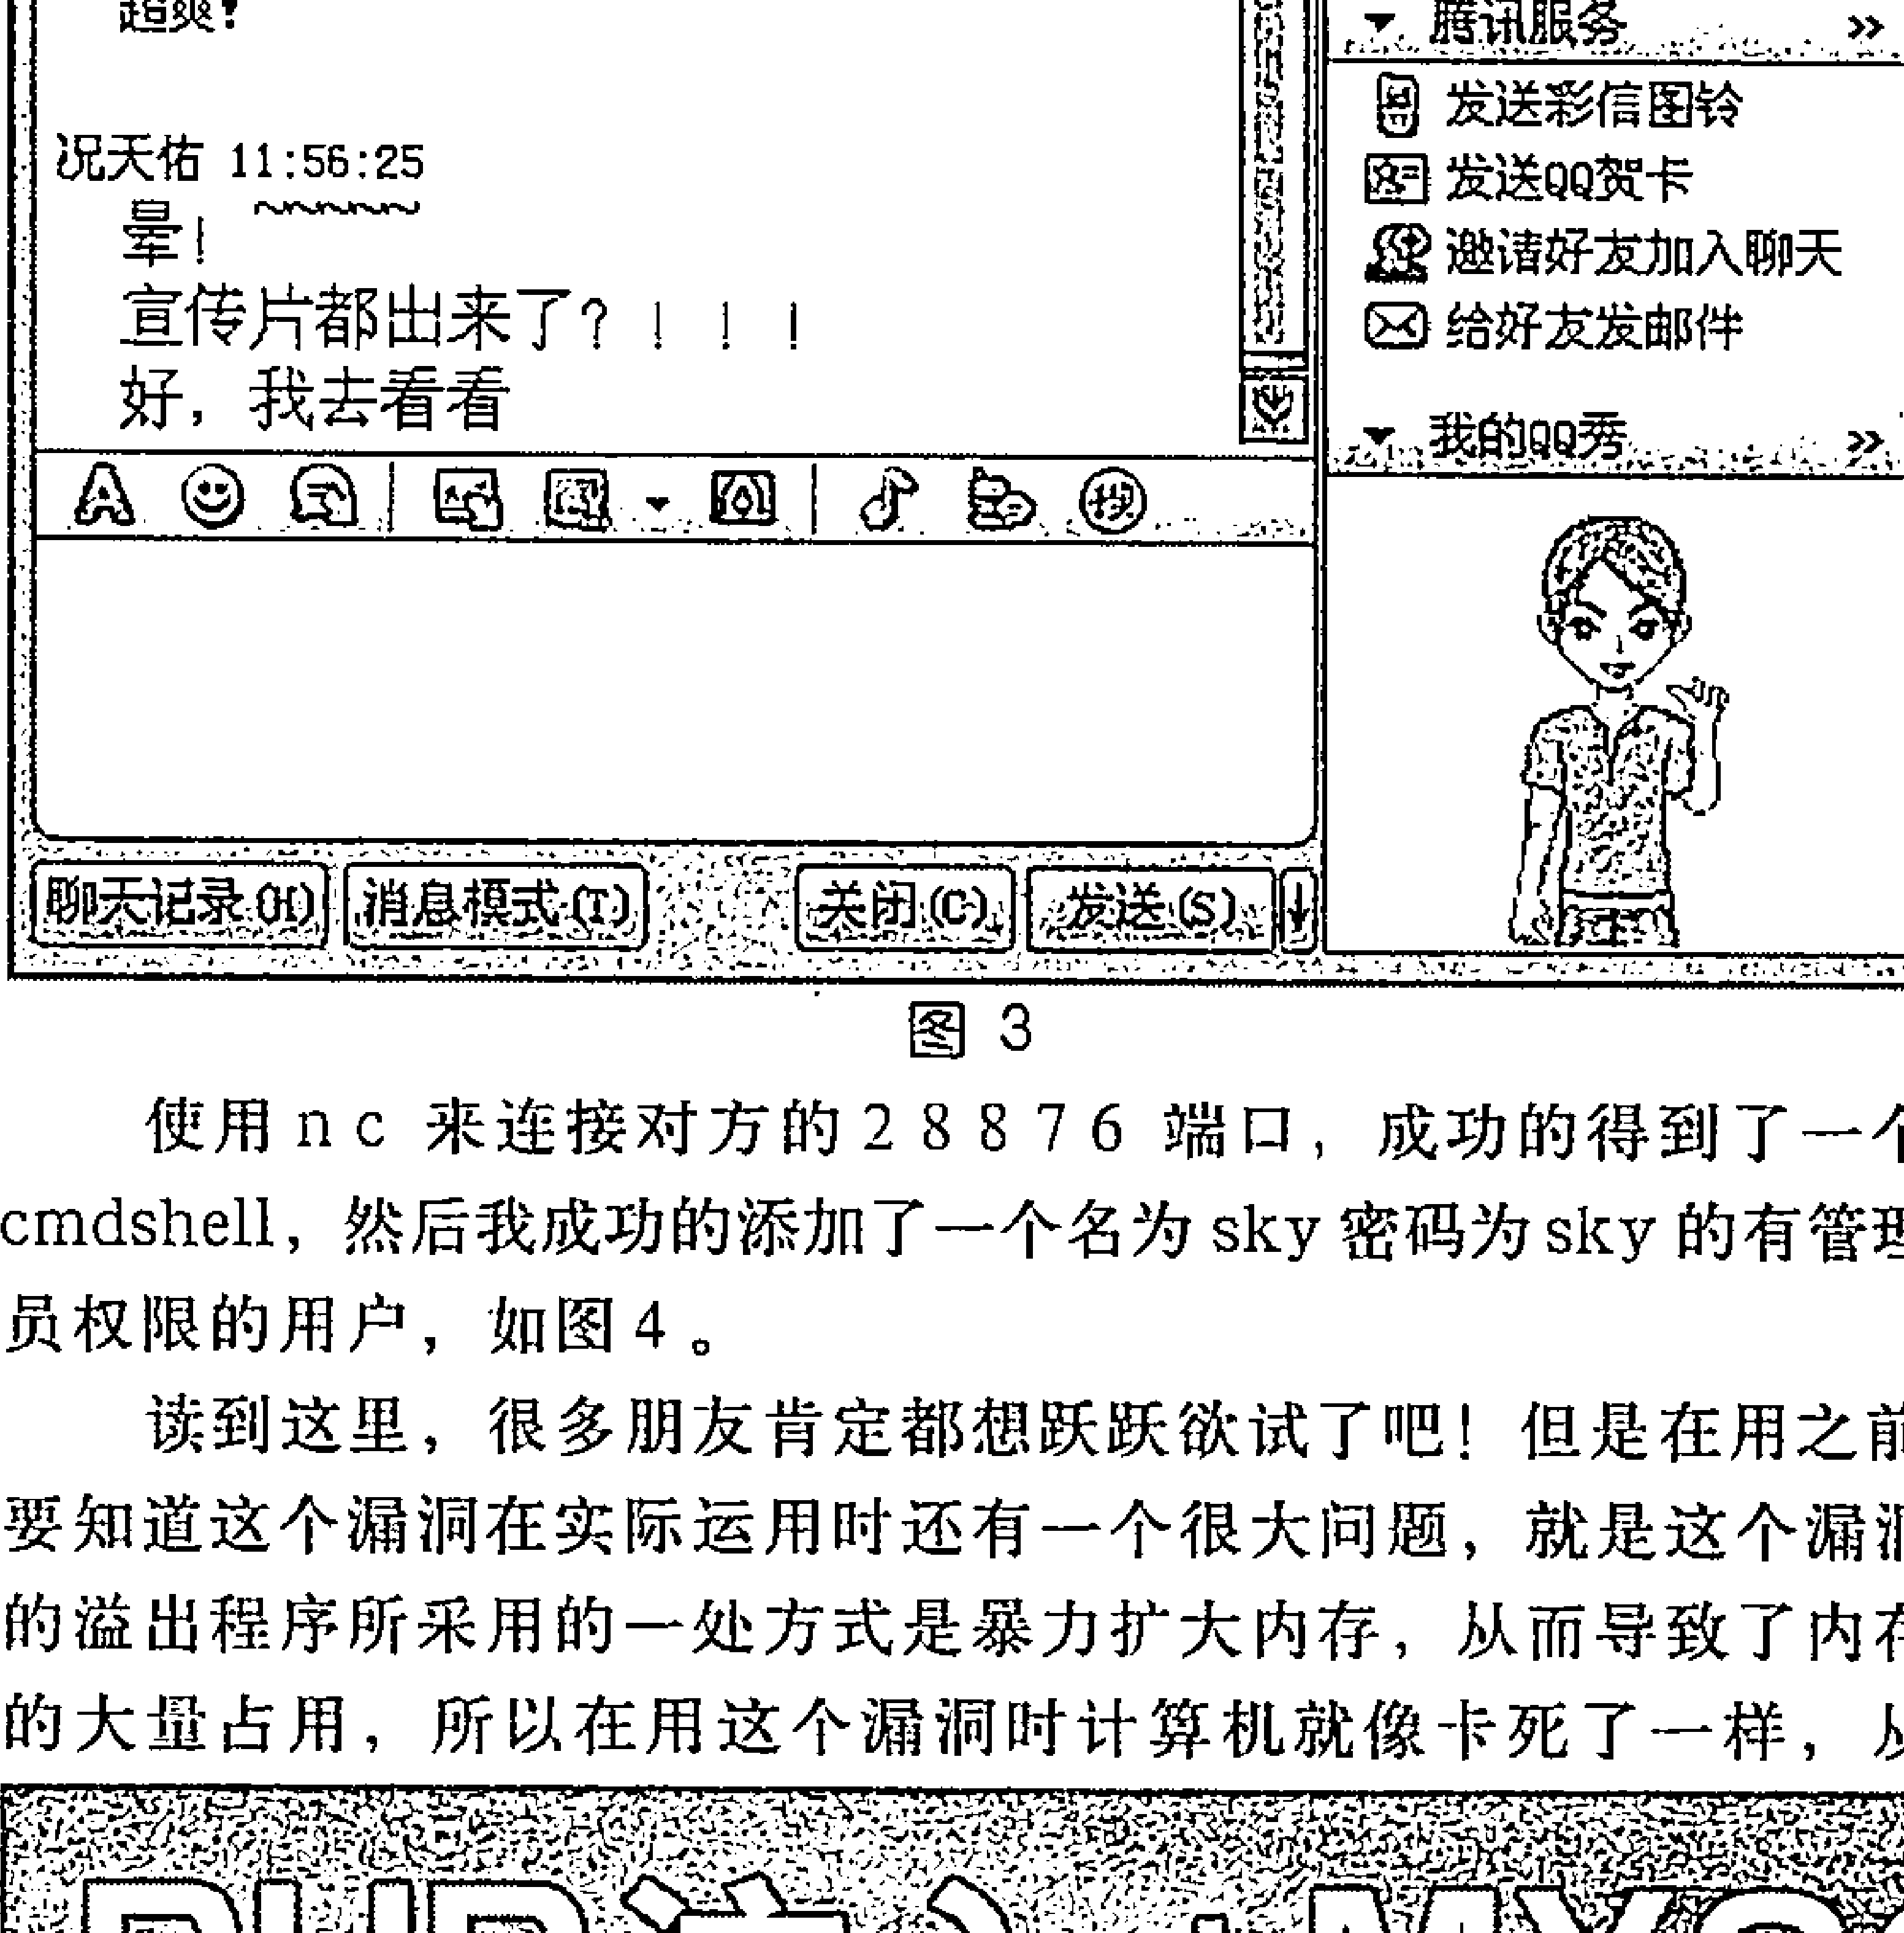 超爽!
况天佑 11:56:25
晕!
宣传片都出来了?!!!
好,我去看看
腾讯服务 »
发送彩信图铃
发送QQ贺卡
邀请好友加入聊天
给好友发邮件
我的QQ秀 »
A 搜
聊天记录(H) 消息模式(T) 关闭(C) 发送(S)
图 3
使用nc 来连接对方的28876 端口,成功的得到了一个
cmdshell,然后我成功的添加了一个名为sky密码为sky的有管理
员权限的用户,如图4。
读到这里,很多朋友肯定都想跃跃欲试了吧!但是在用之前
要知道这个漏洞在实际运用时还有一个很大问题,就是这个漏洞
的溢出程序所采用的一处方式是暴力扩大内存,从而导致了内存
的大量占用,所以在用这个漏洞时计算机就像卡死了一样,从